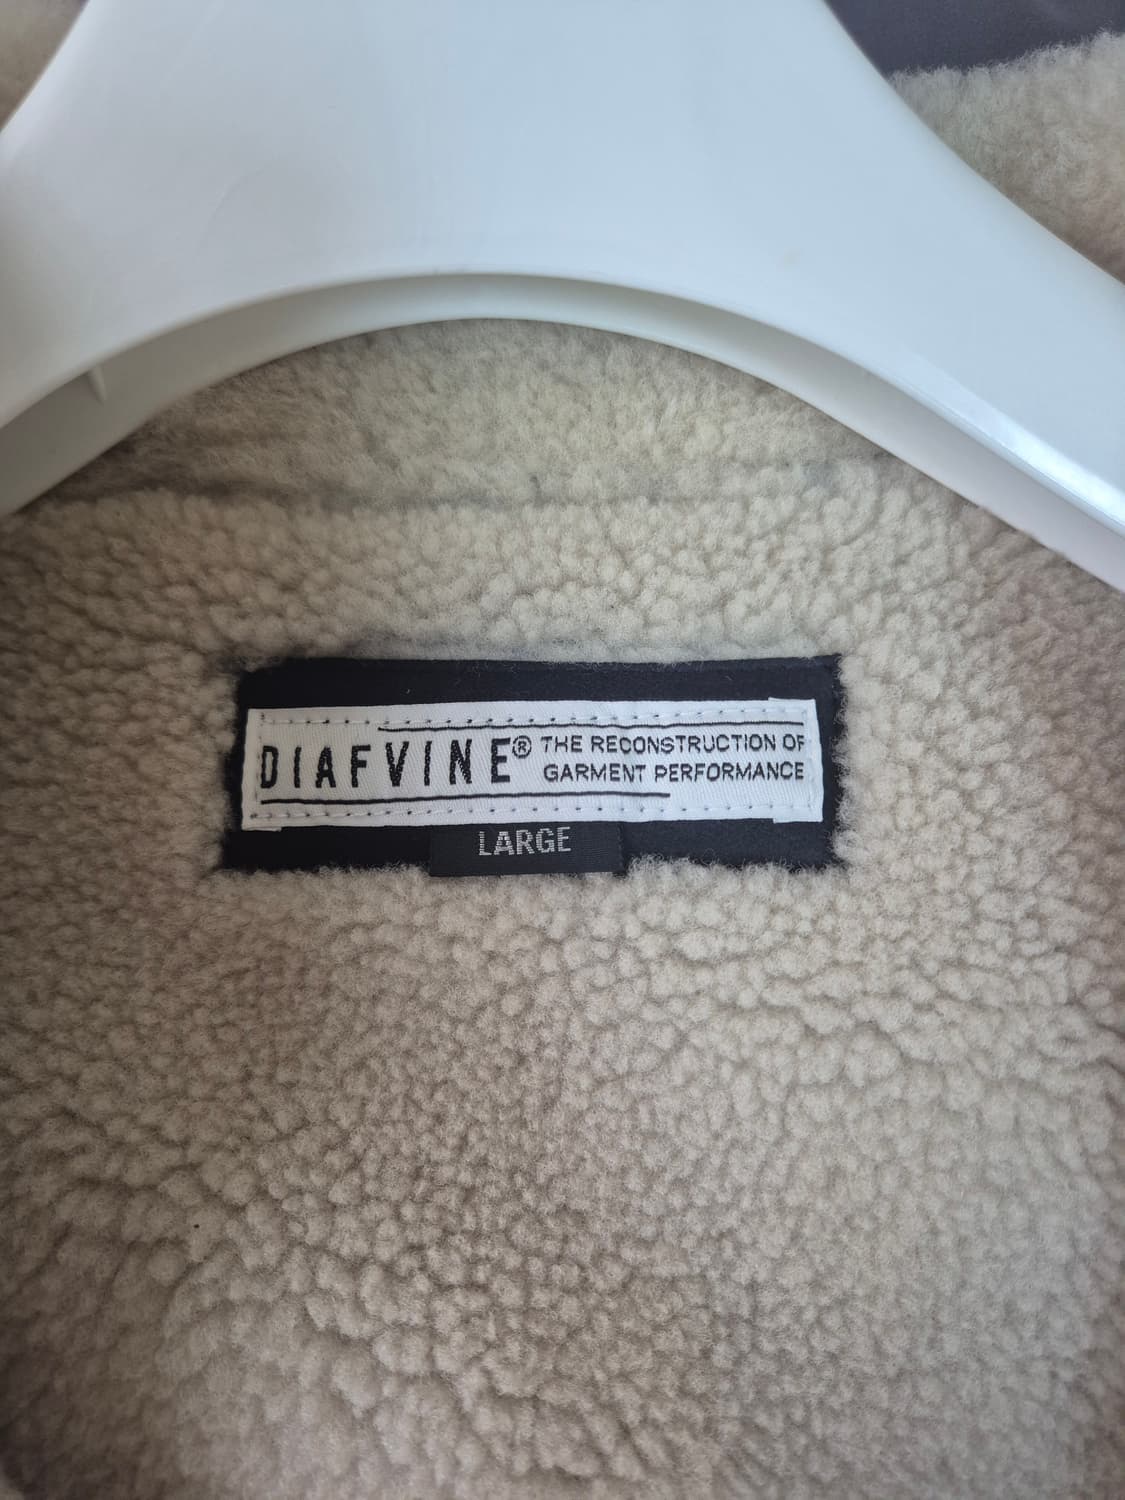 DIAFVINE®
THE RECONSTRUCTION OF
GARMENT PERFORMANCE
LARGE